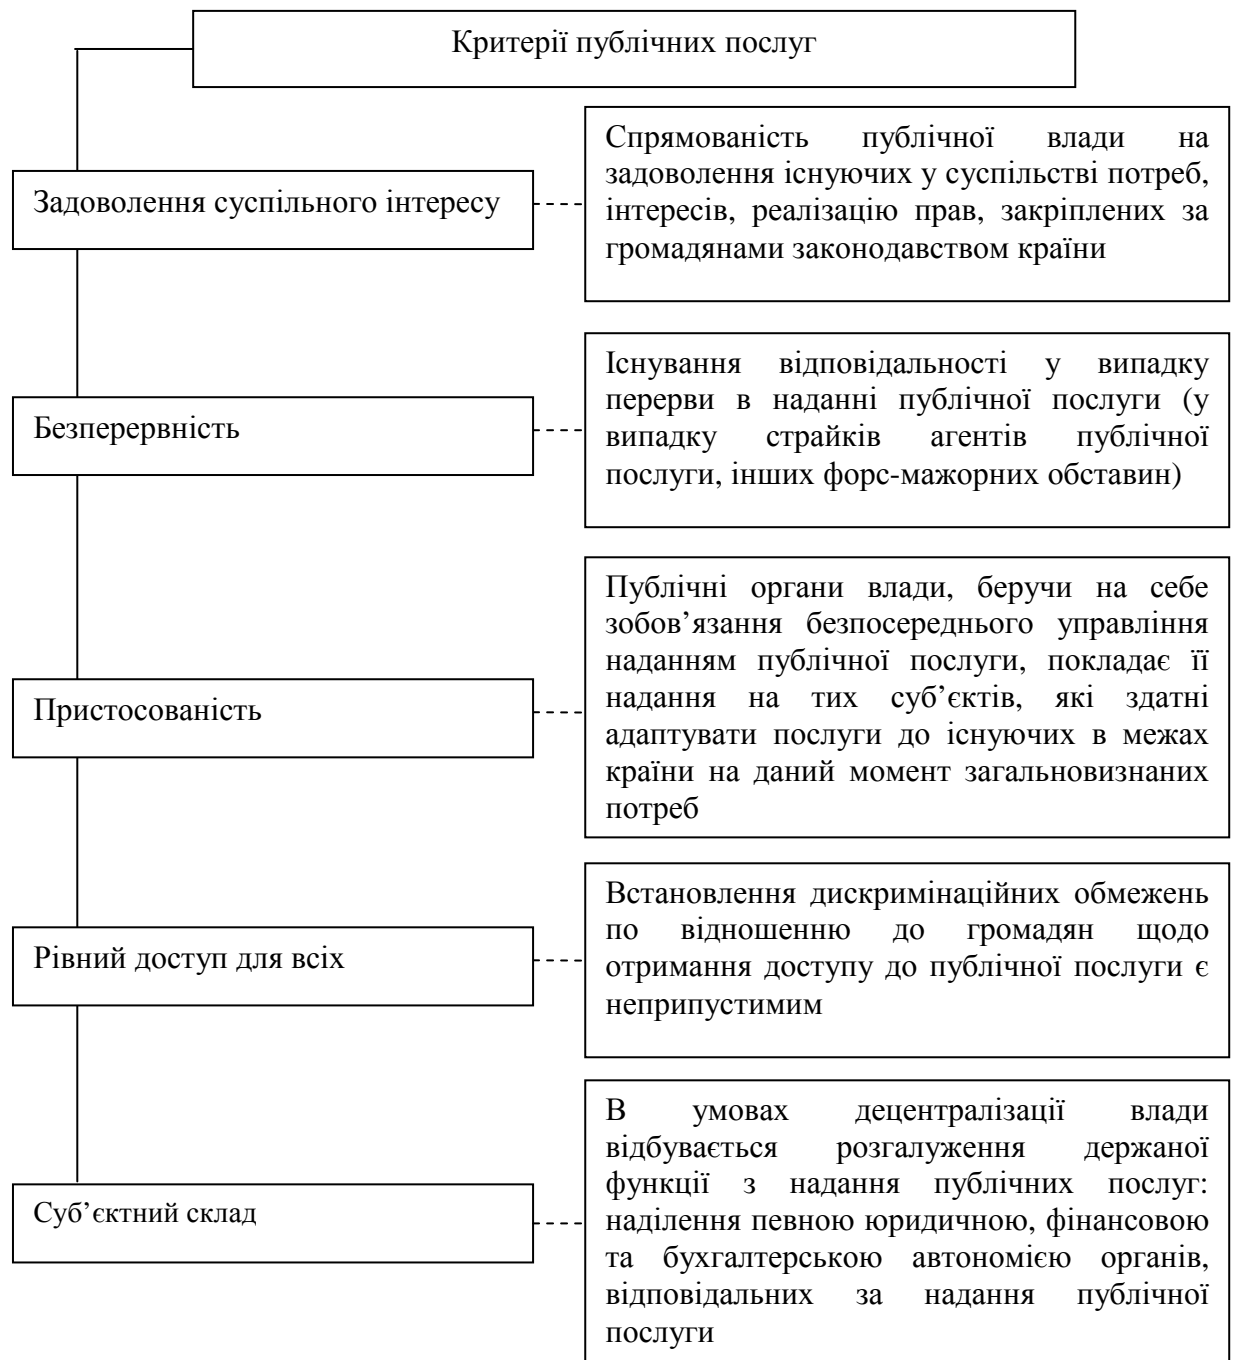 Критерії публічних послуг
Задоволення суспільного інтересу
Спрямованість публічної влади на
задоволення існуючих у суспільстві потреб,
інтересів, реалізацію прав, закріплених за
громадянами законодавством країни
Безперервність
Існування відповідальності у випадку
перерви в наданні публічної послуги (у
випадку страйків агентів публічної
послуги, інших форс-мажорних обставин)
Пристосованість
Публічні органи влади, беручи на себе
зобов’язання безпосереднього управління
наданням публічної послуги, покладає її
надання на тих суб’єктів, які здатні
адаптувати послуги до існуючих в межах
країни на даний момент загальновизнаних
потреб
Рівний доступ для всіх
Встановлення дискримінаційних обмежень
по відношенню до громадян щодо
отримання доступу до публічної послуги є
неприпустимим
Суб’єктний склад
В умовах децентралізації влади
відбувається розгалуження держаної
функції з надання публічних послуг:
наділення певною юридичною, фінансовою
та бухгалтерською автономією органів,
відповідальних за надання публічної
послуги